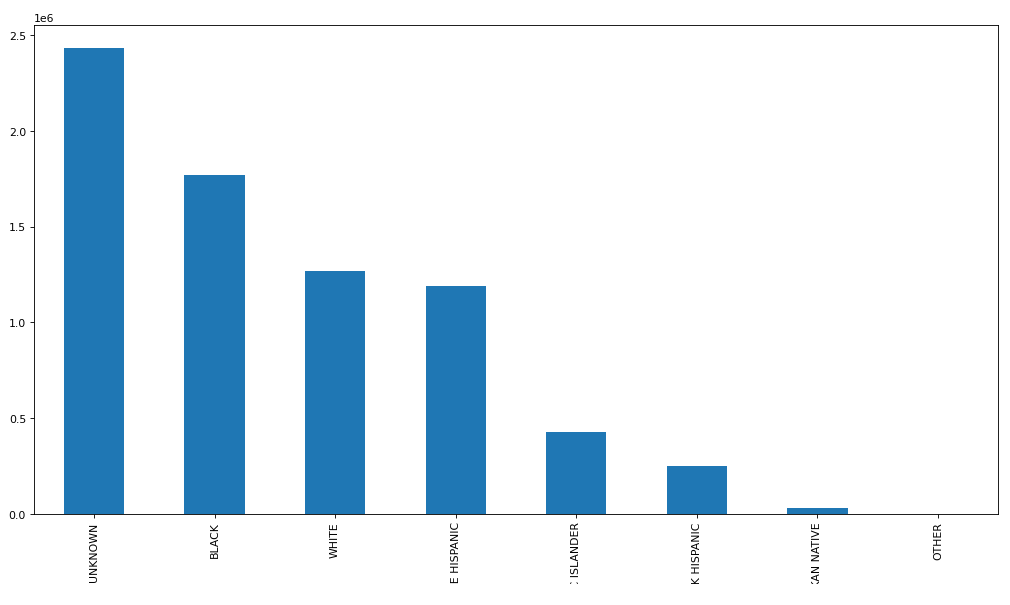 1e6
2.5
2.0
1.5
1.0
0.5
0.0
UNKNOWN
BLACK
WHITE
E HISPANIC
ISLANDER
K HISPANIC
KAN NATIVE
OTHER